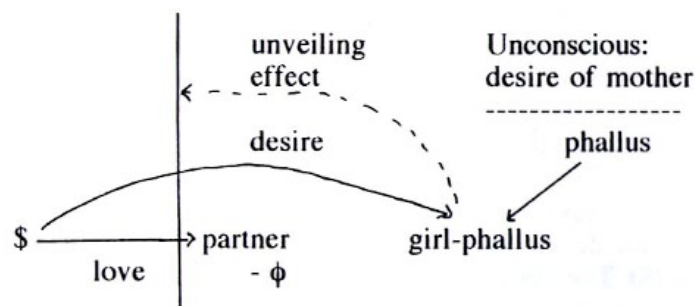 unveiling
effect
Unconscious:
desire of mother
desire
phallus
$
partner
girl-phallus
love
- ϕ